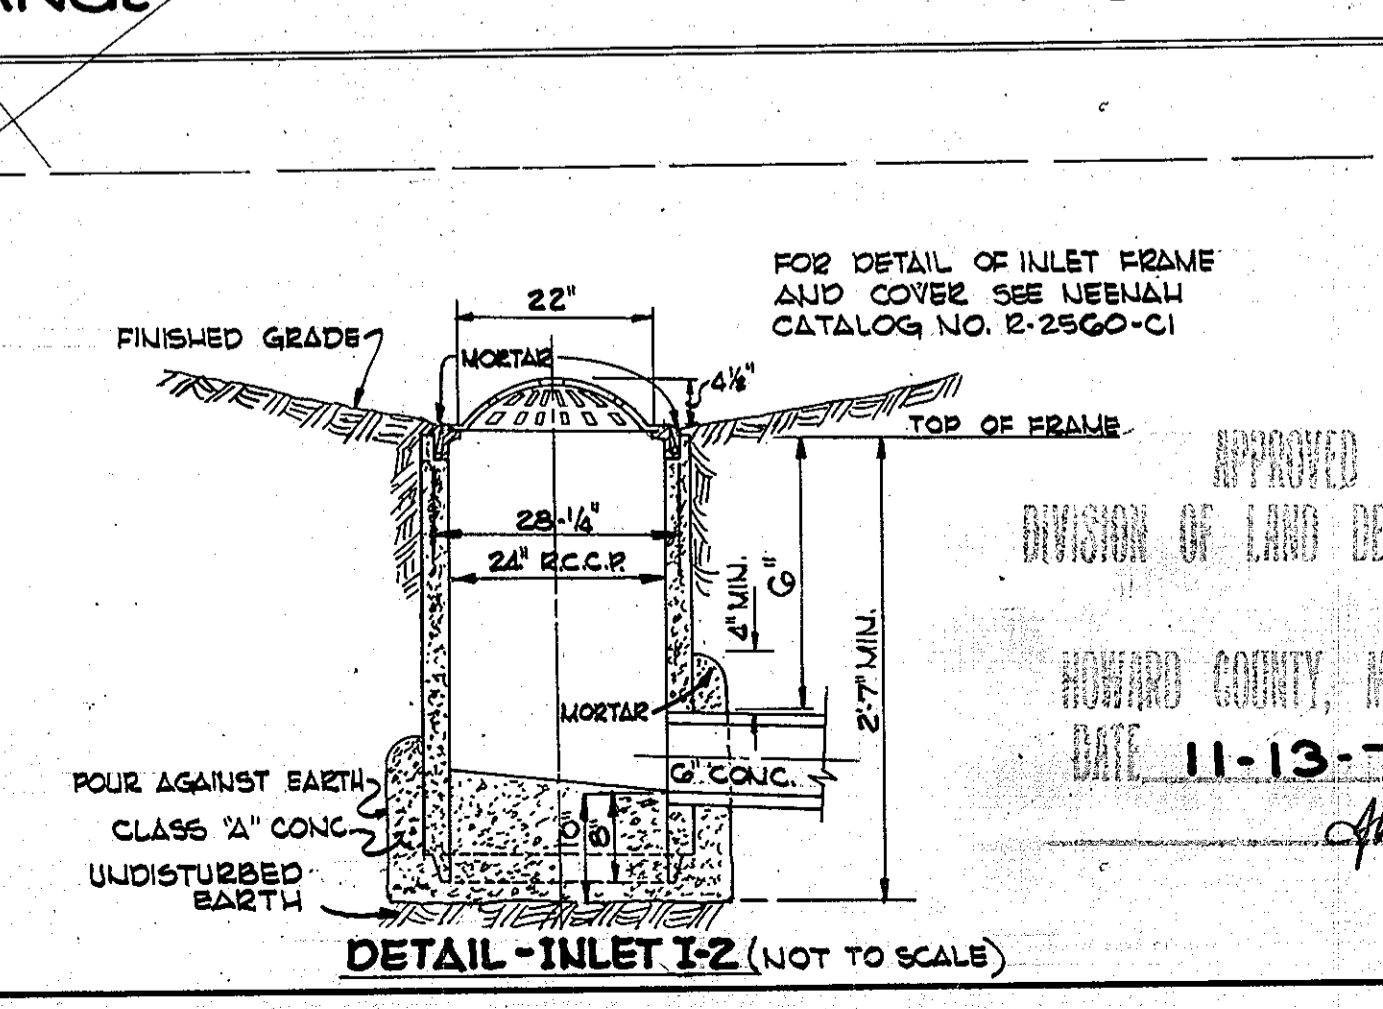 FOR DETAIL OF INLET FRAME
AND COVER SEE NEENAH
CATALOG NO. R-2560-C1
22"
FINISHED GRADE
MORTAR
4½"
TOP OF FRAME
APPROVED
28-¼"
DIVISION OF LAND
24" R.C.C.P.
4" MIN.
6"
2'-7" MIN.
HOWARD COUNTY,
MORTAR
DATE 11-13-
6" CONC.
POUR AGAINST EARTH
CLASS "A" CONC.
10"
8"
UNDISTURBED
EARTH
DETAIL - INLET I-2 (NOT TO SCALE)